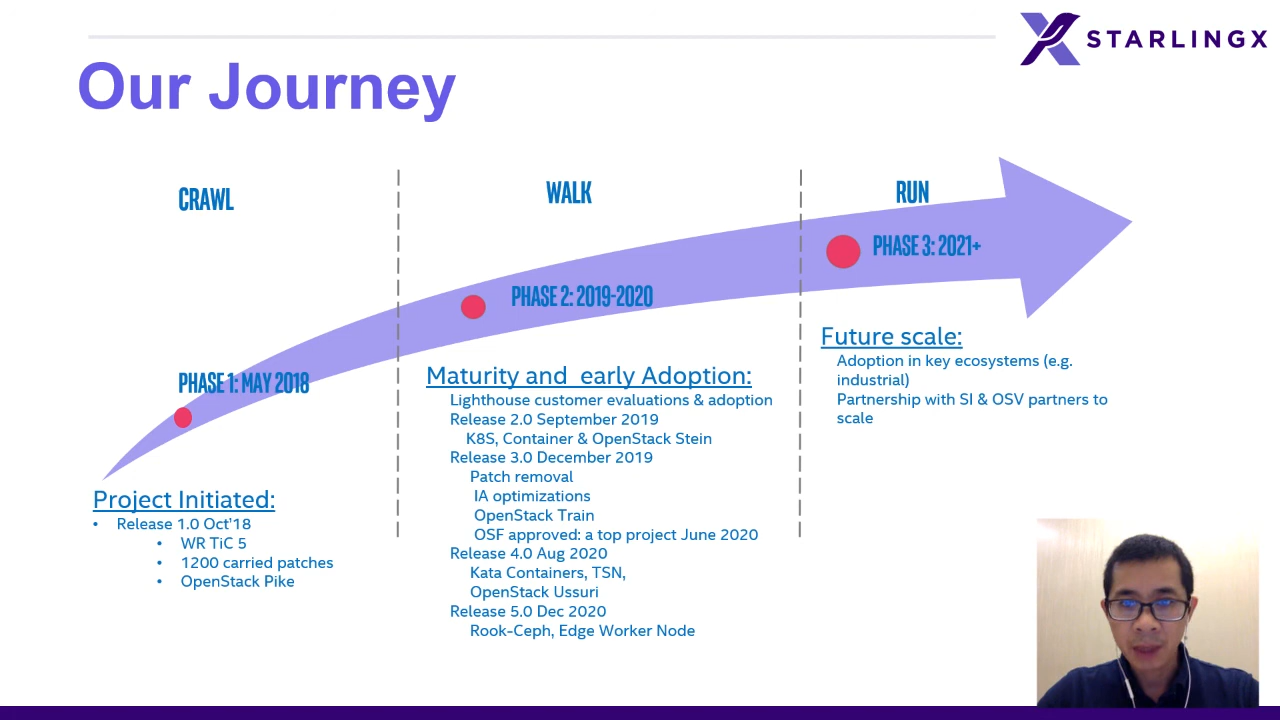 STARLINGX
Our Journey
CRAWL
WALK
RUN
PHASE 3: 2021+
PHASE 2: 2019-2020
PHASE 1: MAY 2018
Project Initiated:
• Release 1.0 Oct'18
• WR TiC 5
• 1200 carried patches
• OpenStack Pike
Maturity and early Adoption:
Lighthouse customer evaluations & adoption
Release 2.0 September 2019
K8S, Container & OpenStack Stein
Release 3.0 December 2019
Patch removal
IA optimizations
OpenStack Train
OSF approved: a top project June 2020
Release 4.0 Aug 2020
Kata Containers, TSN,
OpenStack Ussuri
Release 5.0 Dec 2020
Rook-Ceph, Edge Worker Node
Future scale:
Adoption in key ecosystems (e.g.
industrial)
Partnership with SI & OSV partners to
scale